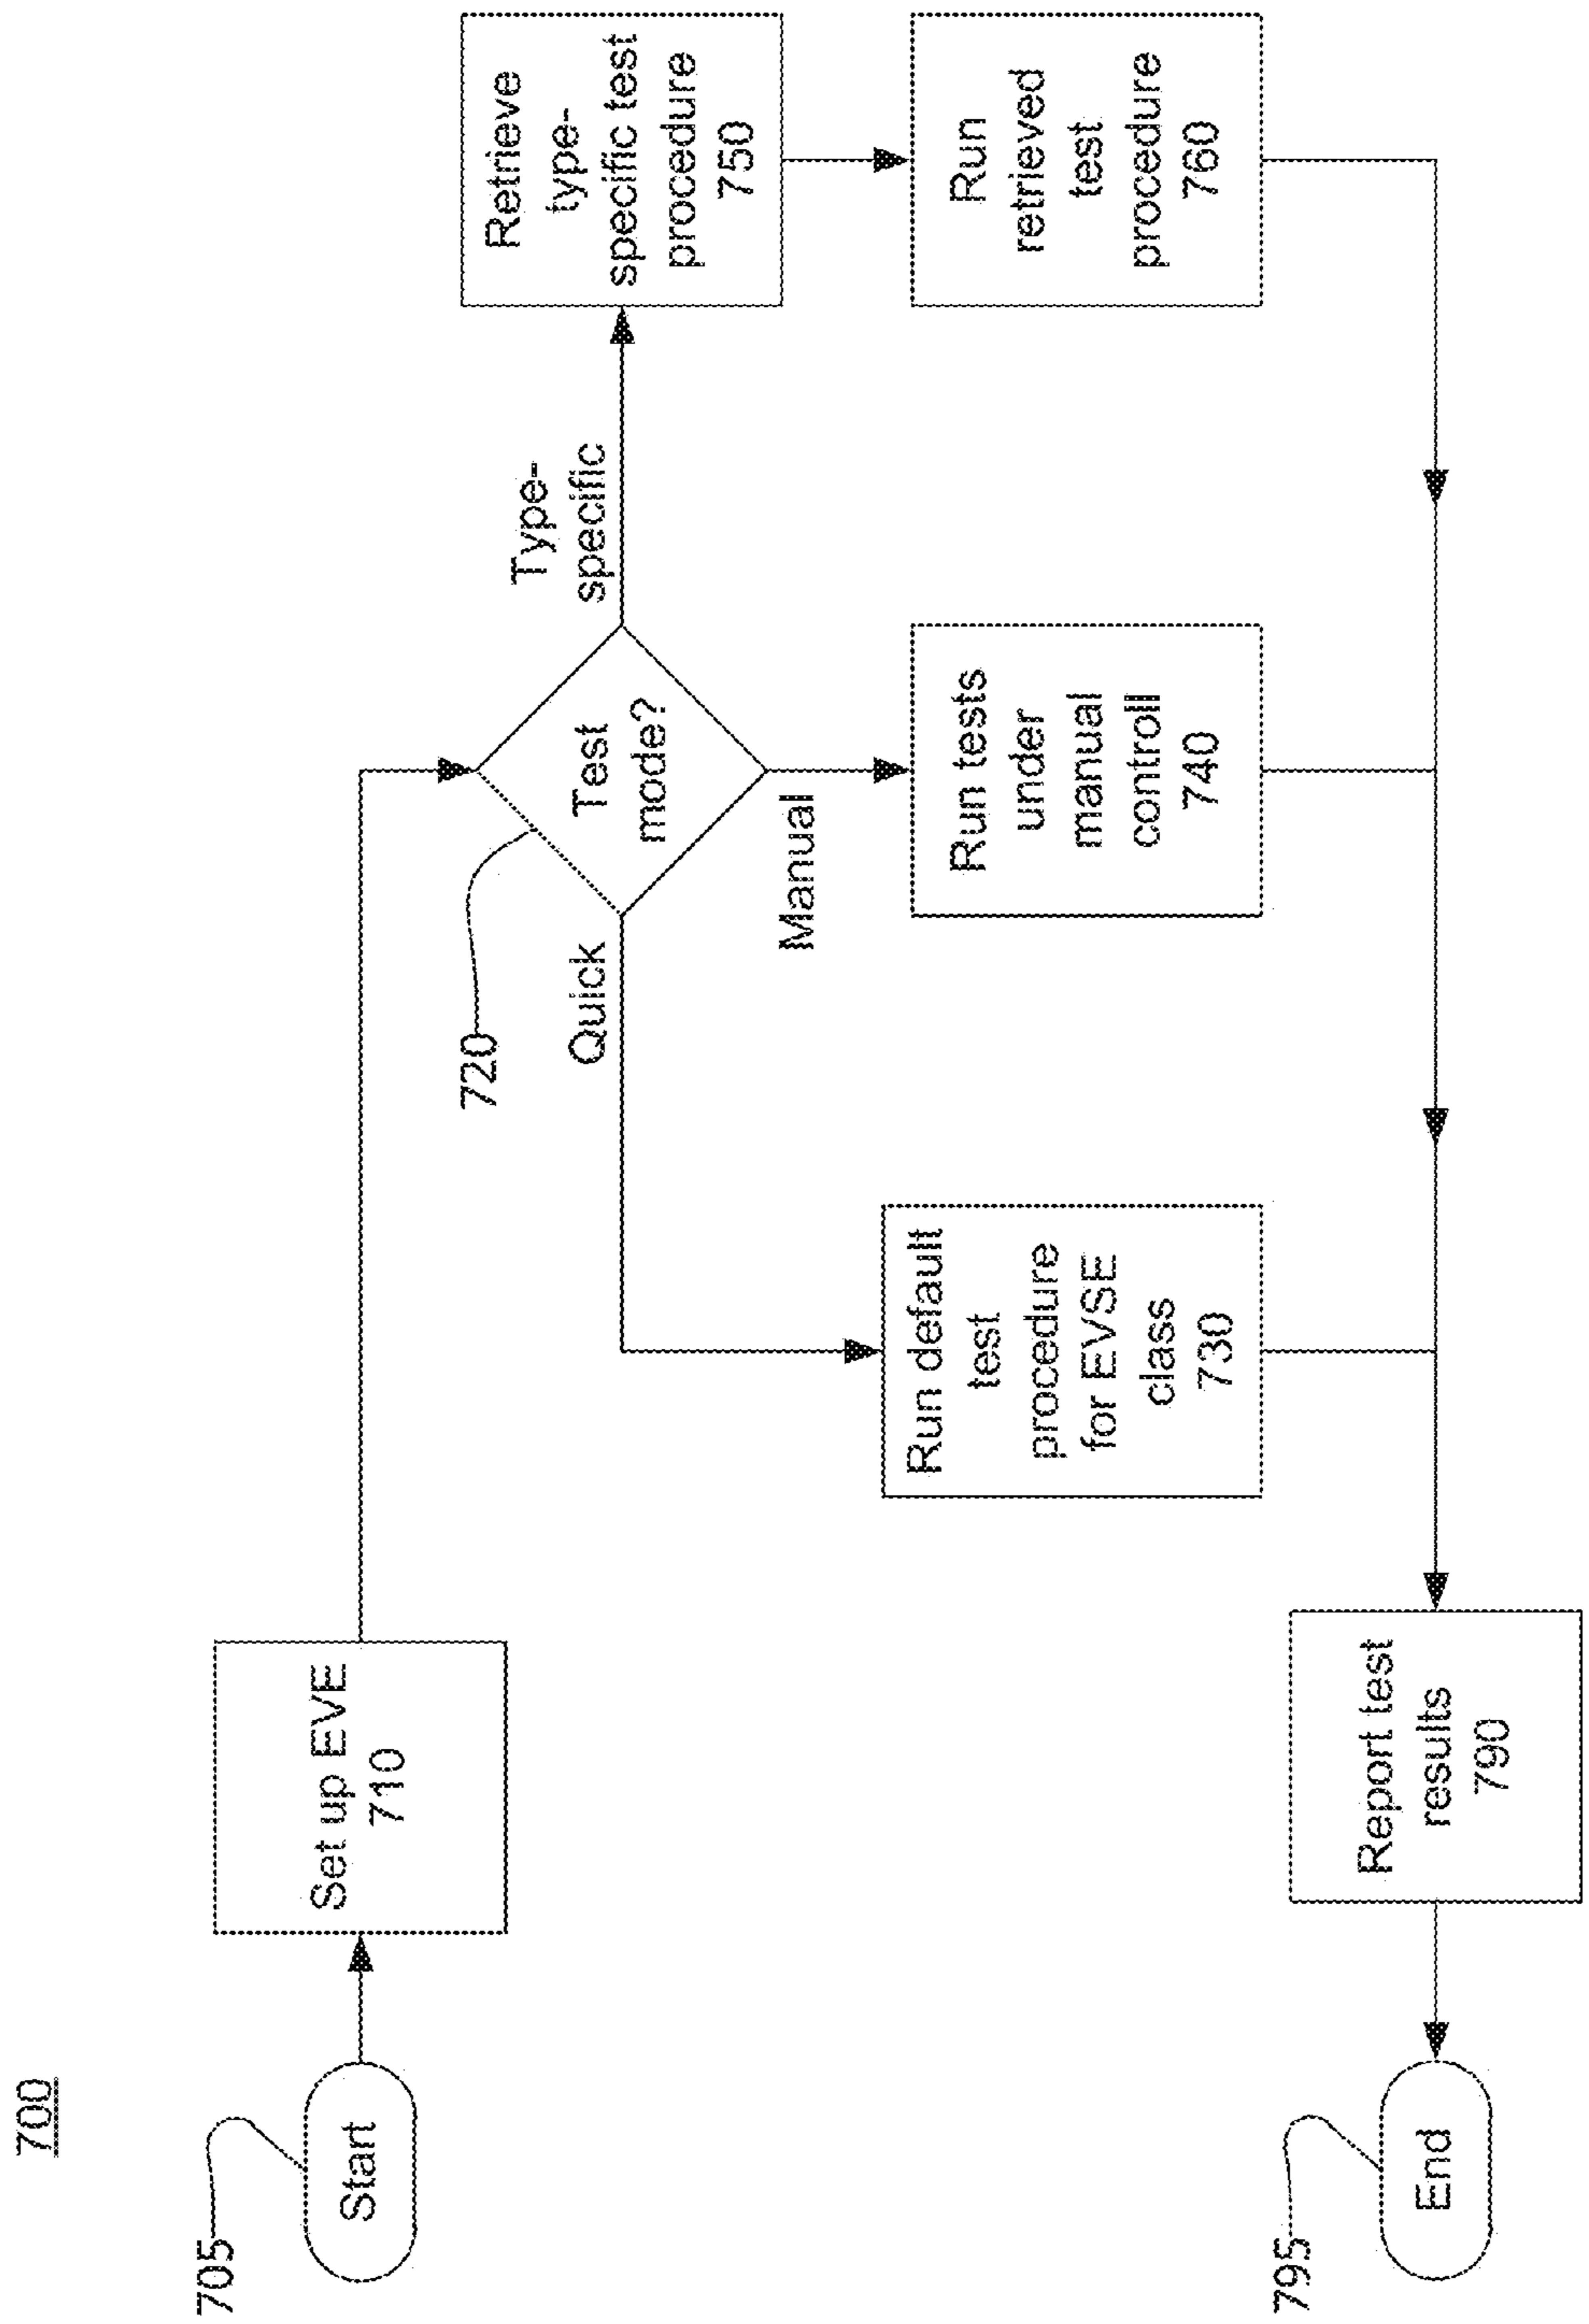 700
705
Start
Set up EVE
710
720
Test
mode?
Quick
Manual
Type-
specific
Retrieve
type-
specific test
procedure
750
Run default
test
procedure
for EVSE
class
730
Run tests
under
manual
controll
740
Run
retrieved
test
procedure
760
Report test
results
790
795
End